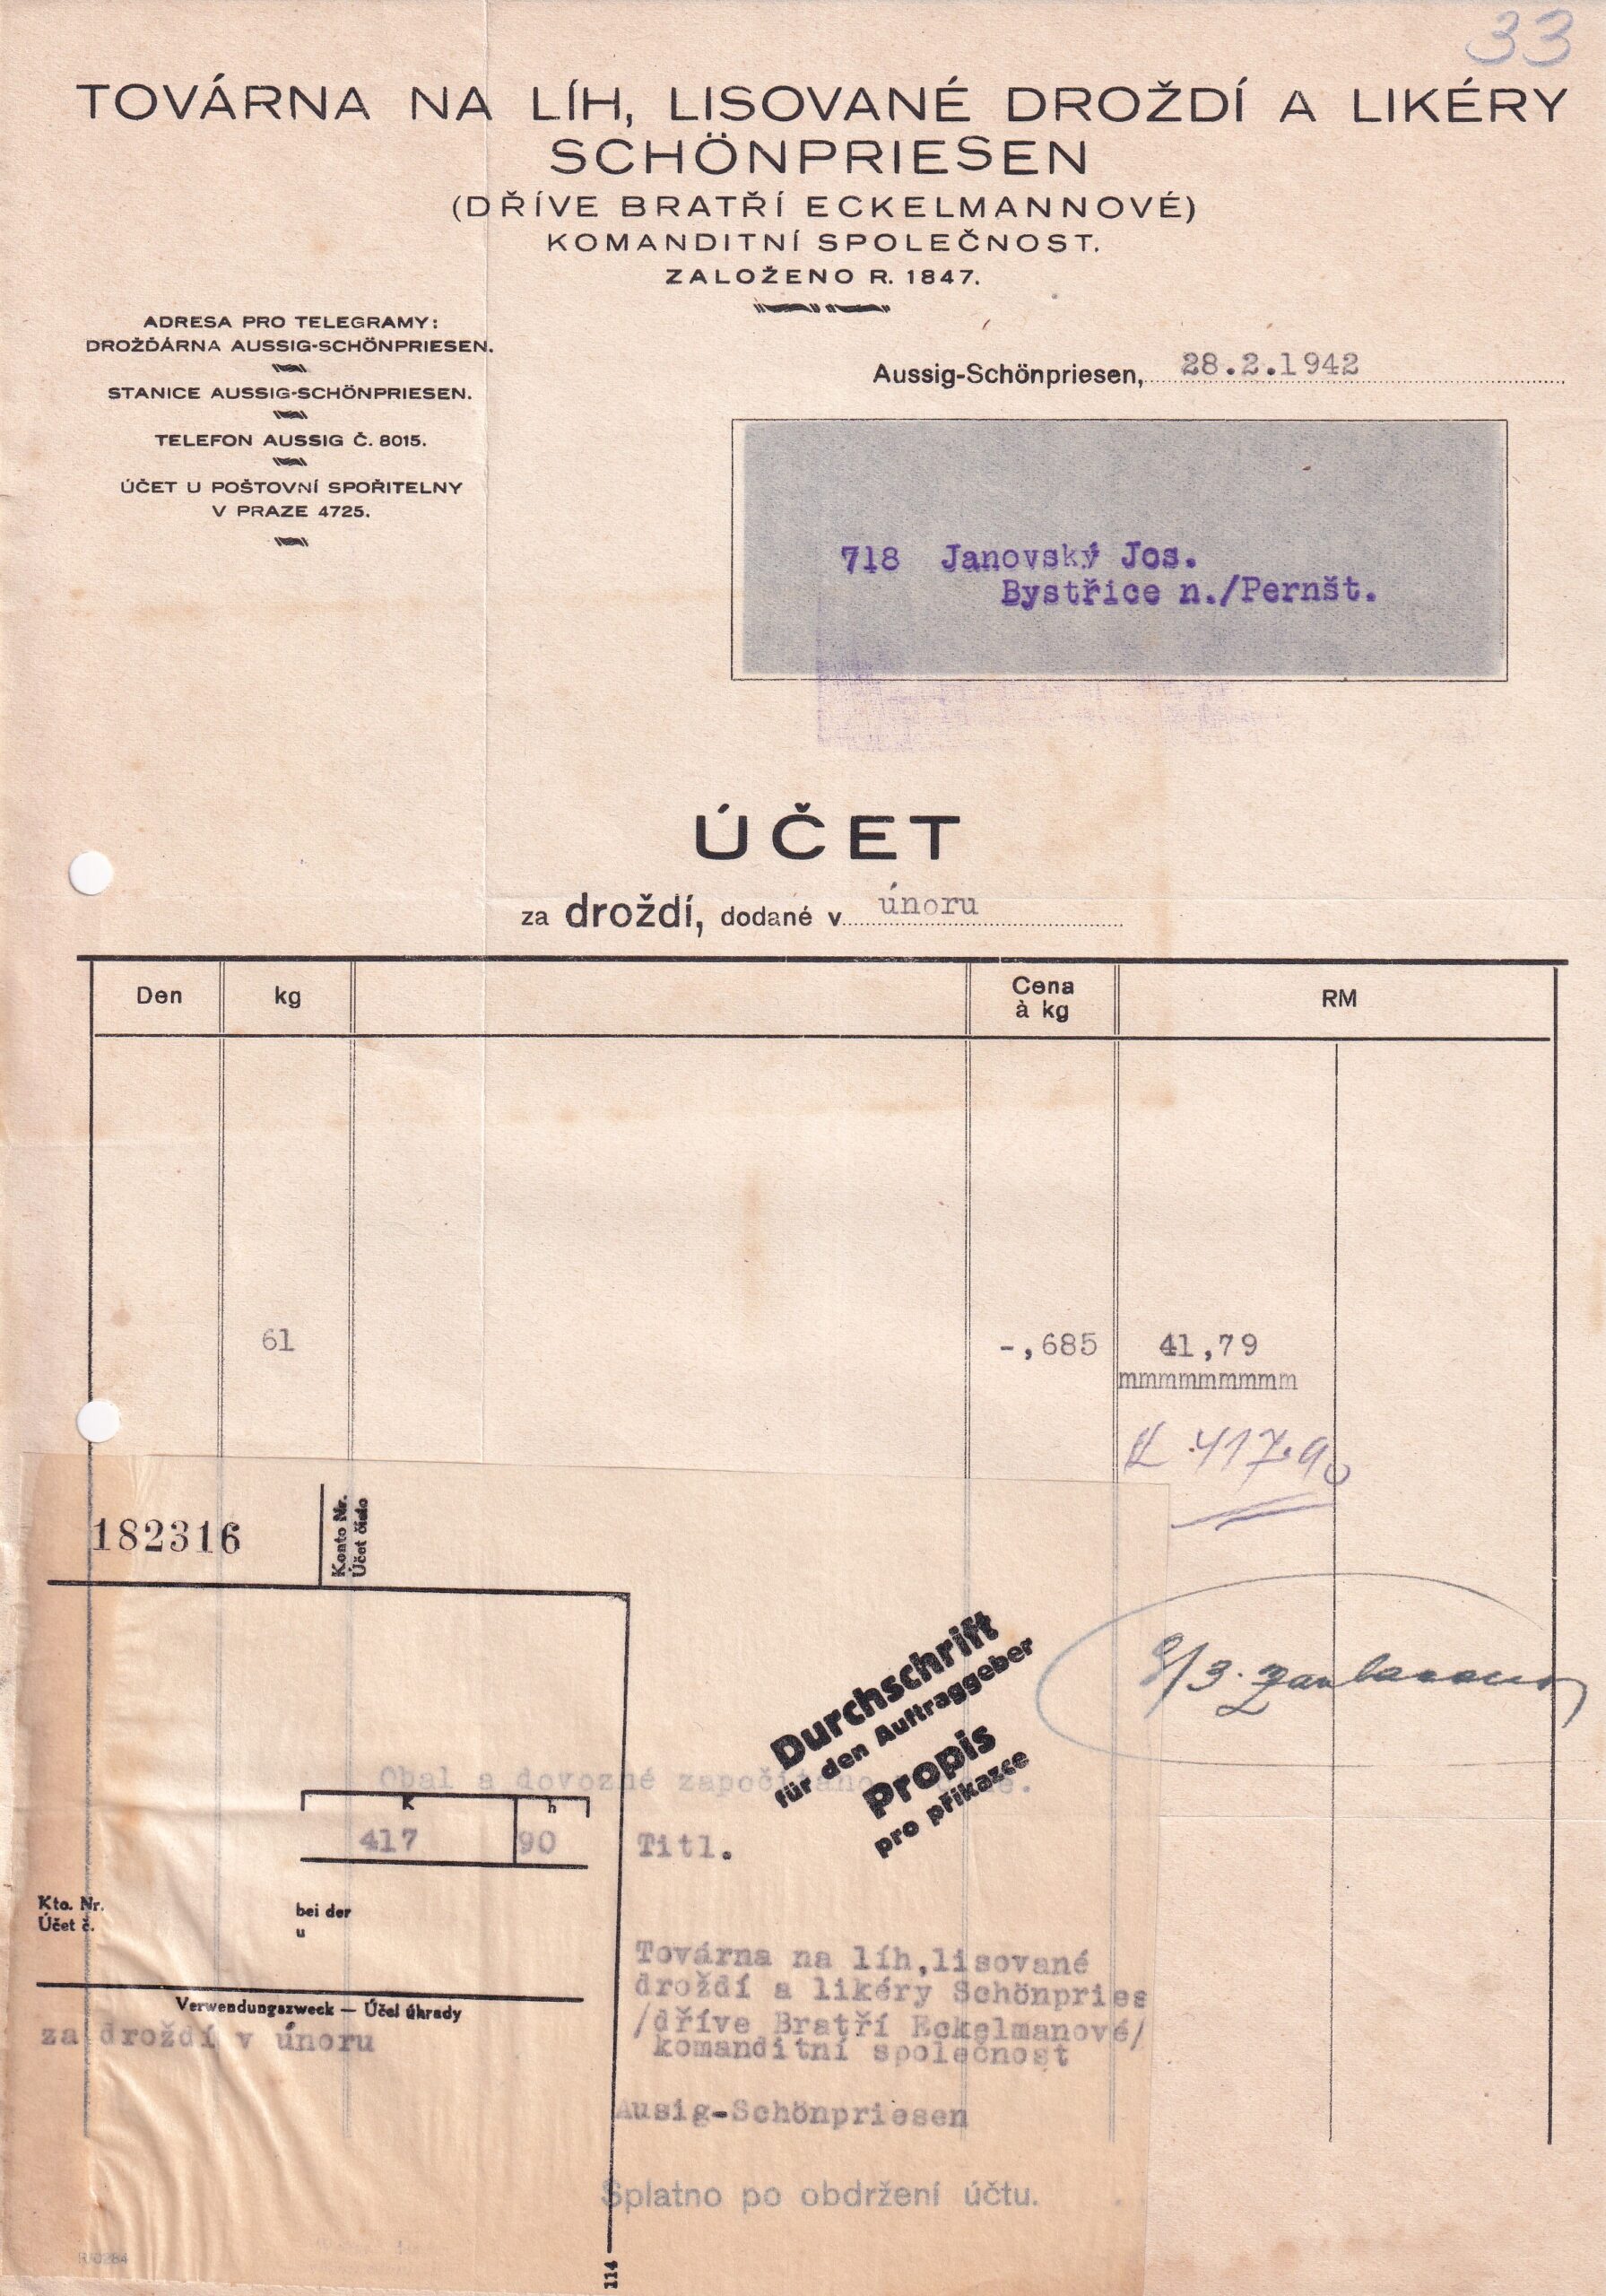 33
TOVÁRNA NA LÍH, LISOVANÉ DROŽDÍ A LIKÉRY
SCHÖNPRIESEN
(DŘÍVE BRATŘÍ ECKELMANNOVÉ)
KOMANDITNÍ SPOLEČNOST.
ZALOŽENO R. 1847.
ADRESA PRO TELEGRAMY:
DROŽĎÁRNA AUSSIG-SCHÖNPRIESEN.
STANICE AUSSIG-SCHÖNPRIESEN.
TELEFON AUSSIG Č. 8015.
ÚČET U POŠTOVNÍ SPOŘITELNY
V PRAZE 4725.
Aussig-Schönpriesen, 28.2.1942
718 Janovský Jos.
Bystřice n./Pernšt.
ÚČET
za droždí, dodané v únoru
Den kg Cena à kg RM
61 -,685 41,79
mmmmmmmmm
417.90
182316 Konto Nr.
Účet číslo
Durchschrift
für den Auftraggeber
Propis
pro příkazce
Obal a dovozné započítáno
K h
417 90 Titl.
Kto. Nr. bei der
Účet č. u
Továrna na líh,lisované
droždí a likéry Schönpries
/dříve Bratří Eckelmanové/
komanditní společnost
Ausig-Schönpriesen
Verwendungszweck — Účel úhrady
za droždí v únoru
Splatno po obdržení účtu.
114